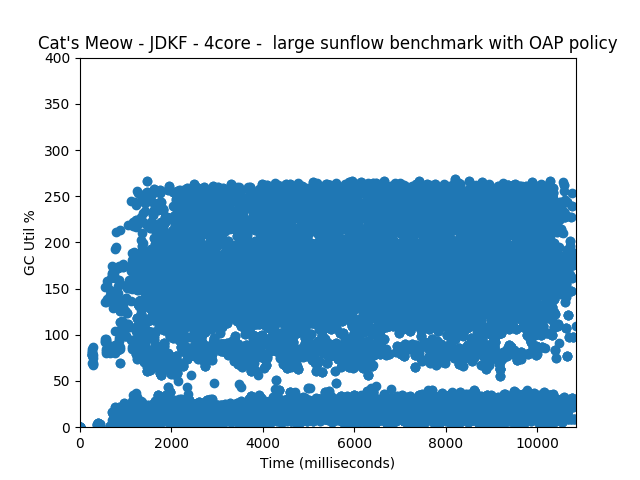 Cat's Meow - JDKF - 4core -  large sunflow benchmark with OAP policy
400
350
300
250
200
150
100
50
0
GC Util %
0 2000 4000 6000 8000 10000
Time (milliseconds)